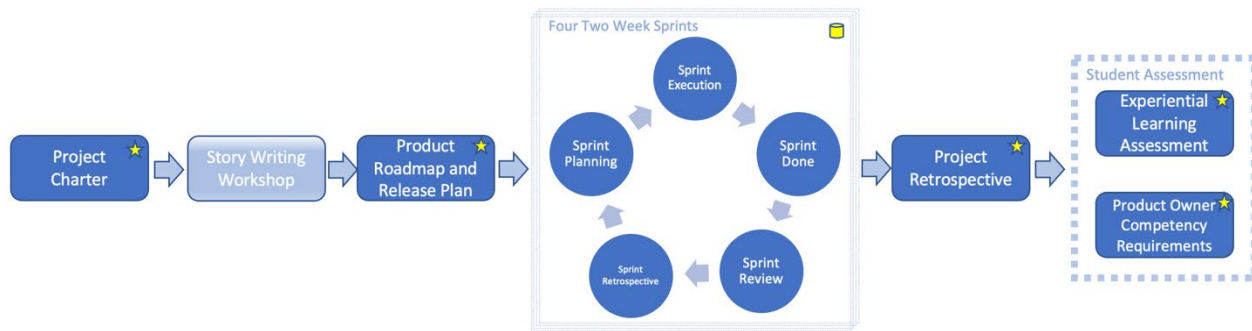 Project
Charter
Story Writing
Workshop
Product
Roadmap and
Release Plan
Four Two Week Sprints
Sprint
Execution
Sprint
Done
Sprint
Review
Sprint
Retrospective
Sprint
Planning
Project
Retrospective
Student Assessment
Experiential
Learning
Assessment
Product Owner
Competency
Requirements